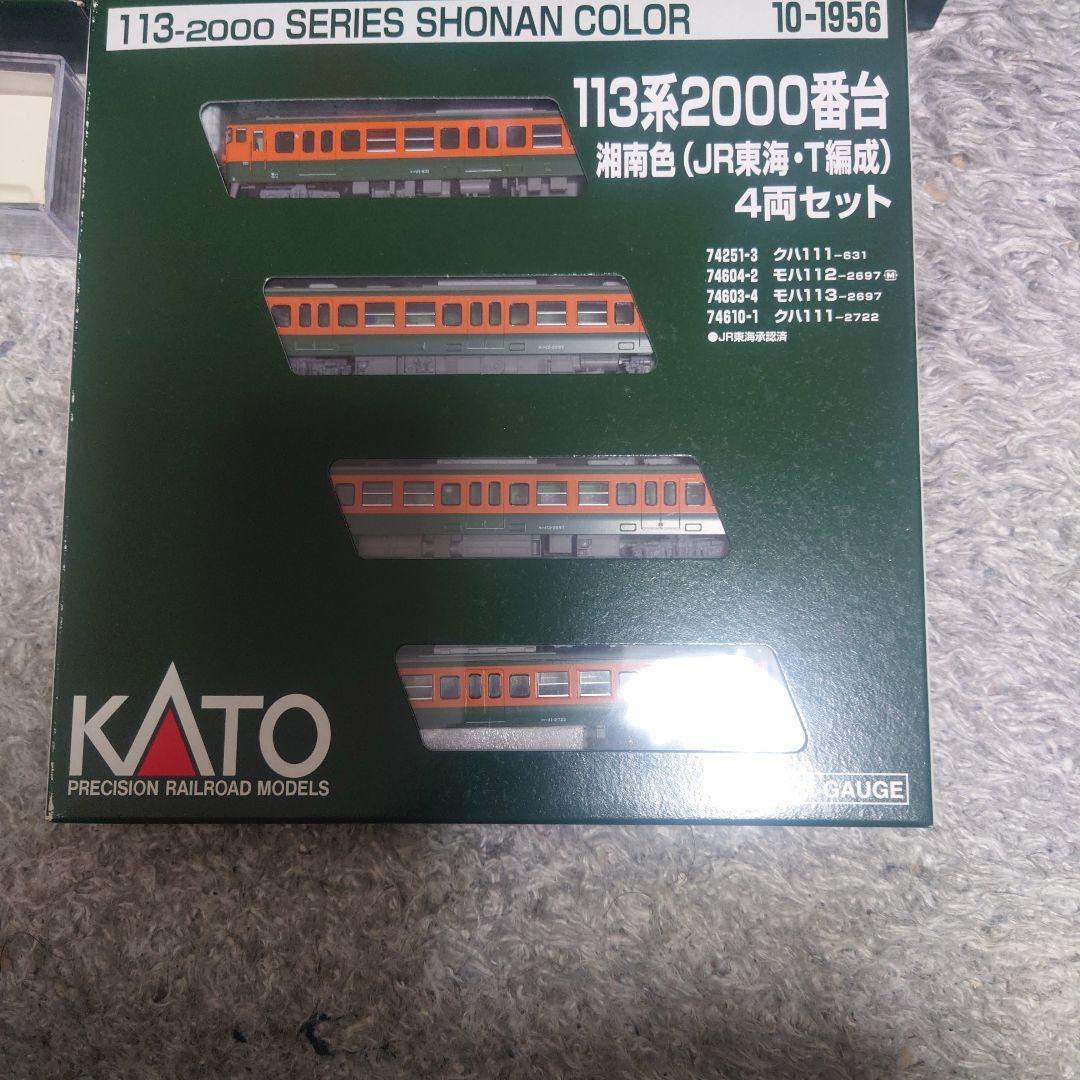 113-2000 SERIES SHONAN COLOR 10-1956
113系2000番台
湘南色（JR東海・T編成）
4両セット
74251-3 クハ111-631
74604-2 モハ112-2697 M
74603-4 モハ113-2697
74610-1 クハ111-2722
●JR東海承認済
KATO
PRECISION RAILROAD MODELS
GAUGE